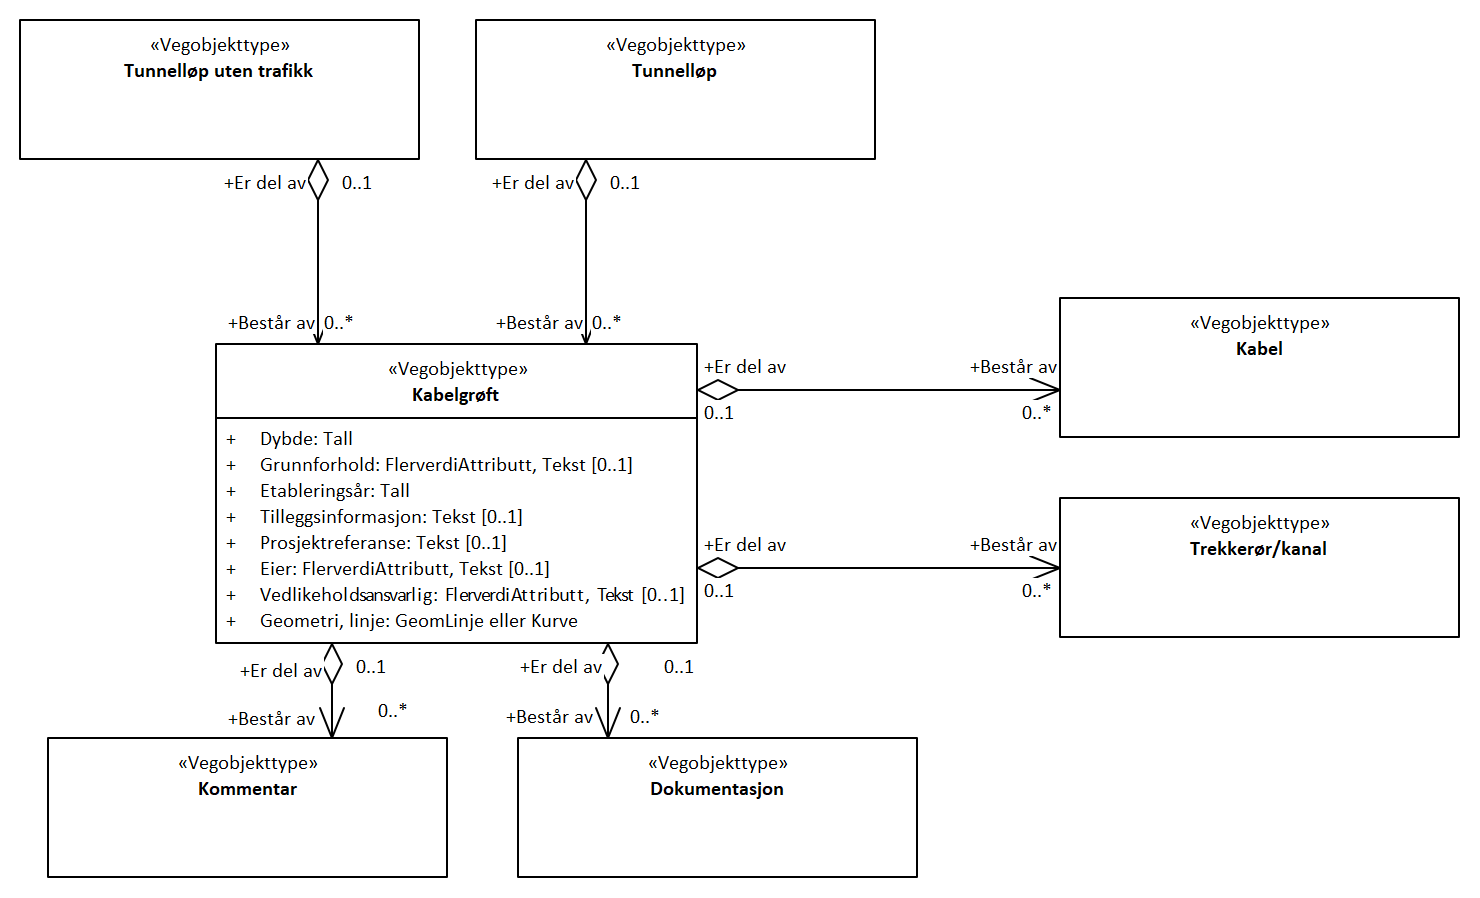 «Vegobjekttype»
Tunnelløp uten trafikk
«Vegobjekttype»
Tunnelløp
+Er del av
0..1
+Er del av
0..1
+Består av
0..*
+Består av
0..*
«Vegobjekttype»
Kabelgrøft
+ Dybde: Tall
+ Grunnforhold: FlerverdiAttributt, Tekst [0..1]
+ Etableringsår: Tall
+ Tilleggsinformasjon: Tekst [0..1]
+ Prosjektreferanse: Tekst [0..1]
+ Eier: FlerverdiAttributt, Tekst [0..1]
+ Vedlikeholdsansvarlig: FlerverdiAttributt, Tekst [0..1]
+ Geometri, linje: GeomLinje eller Kurve
+Er del av
0..1
+Består av
0..*
«Vegobjekttype»
Kabel
+Er del av
0..1
+Består av
0..*
«Vegobjekttype»
Trekkerør/kanal
+Er del av
0..1
+Består av
0..*
+Er del av
0..1
+Består av
0..*
«Vegobjekttype»
Kommentar
«Vegobjekttype»
Dokumentasjon